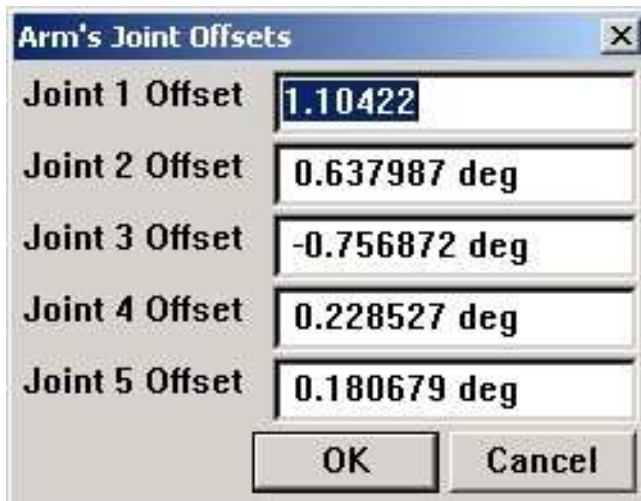 Arm's Joint Offsets
Joint 1 Offset 1.10422
Joint 2 Offset 0.637987 deg
Joint 3 Offset -0.756872 deg
Joint 4 Offset 0.228527 deg
Joint 5 Offset 0.180679 deg
OK Cancel